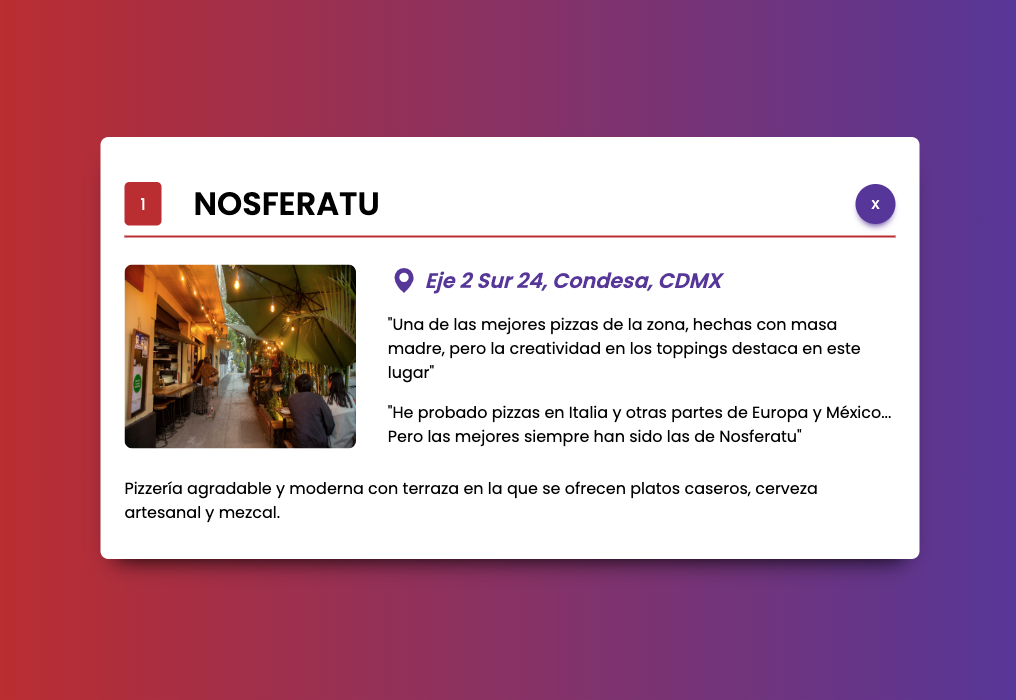 1
NOSFERATU
X
Eje 2 Sur 24, Condesa, CDMX
"Una de las mejores pizzas de la zona, hechas con masa
madre, pero la creatividad en los toppings destaca en este
lugar"
"He probado pizzas en Italia y otras partes de Europa y México...
Pero las mejores siempre han sido las de Nosferatu"
Pizzería agradable y moderna con terraza en la que se ofrecen platos caseros, cerveza
artesanal y mezcal.